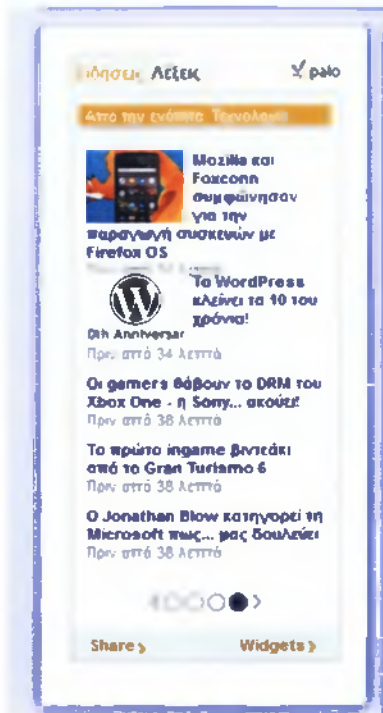 Ειδήσεις Λέξεις
palo
Από την ενότητα Τεχνολογία
Mozilla και
Foxconn
συμφώνησαν
για την
παραγωγή συσκευών με
Firefox OS
Το WordPress
κλείνει τα 10 του
χρόνια!
0th Anniversar
Πριν από 34 λεπτά
Οι gamers θάβουν το DRM του
Xbox One - η Sony... ακούει!
Πριν από 38 λεπτά
Το πρώτο ingame βιντεάκι
από το Gran Turismo 6
Πριν από 38 λεπτά
Ο Jonathan Blow κατηγορεί τη
Microsoft πως... μας δουλεύει
Πριν από 38 λεπτά
Share
Widgets